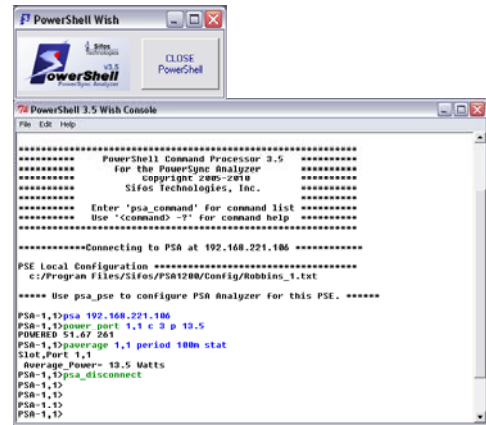 PowerShell Wish
Sifos
Technologies
V3.5
PowerShell
PowerSync Analyzer
CLOSE
PowerShell
PowerShell 3.5 Wish Console
File Edit Help
**************************************************************
********** PowerShell Command Processor 3.5 **********
********** For the PowerSync Analyzer **********
********** Copyright 2005-2010 **********
********** Sifos Technologies, Inc. **********
********** **********
********** Enter 'psa_command' for command list **********
********** Use '<command> -?' for command help **********
**************************************************************
************Connecting to PSA at 192.168.221.106 ************
PSE Local Configuration *************************************
c:/Program Files/Sifos/PSA1200/Config/Robbins_1.txt
***** Use psa_pse to configure PSA Analyzer for this PSE. ******
PSA-1,1>psa 192.168.221.106
PSA-1,1>power_port 1,1 c 3 p 13.5
POWERED 51.67 261
PSA-1,1>paverage 1,1 period 100m stat
Slot,Port 1,1
Average_Power= 13.5 Watts
PSA-1,1>psa_disconnect
PSA-1,1>
PSA-1,1>
PSA-1,1>
PSA-1,1>